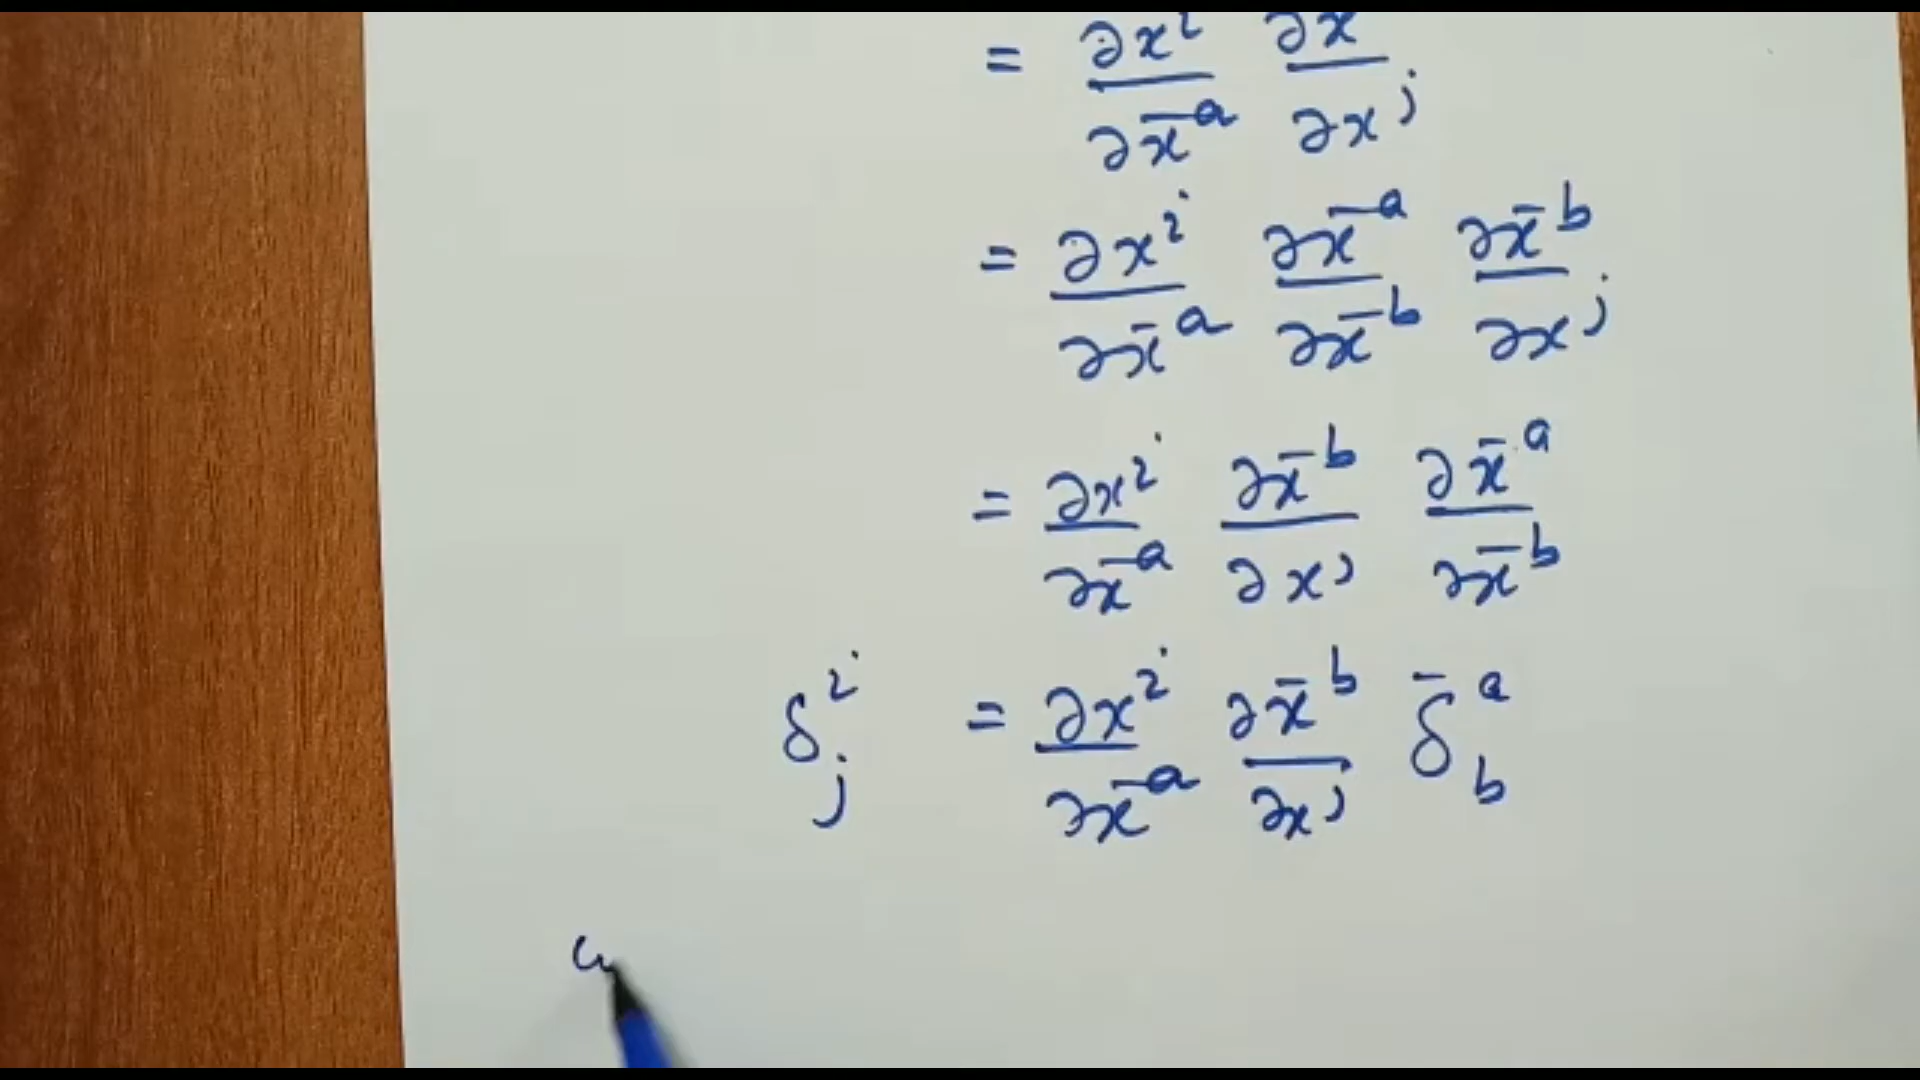 = ∂x^i/∂x̄^a ∂x/∂x^j
= ∂x^i/∂x̄^a ∂x̄^a/∂x̄^b ∂x̄^b/∂x^j
= ∂x^i/∂x̄^a ∂x̄^b/∂x^j ∂x̄^a/∂x̄^b
δ^i_j = ∂x^i/∂x̄^a ∂x̄^b/∂x^j δ̄^a_b